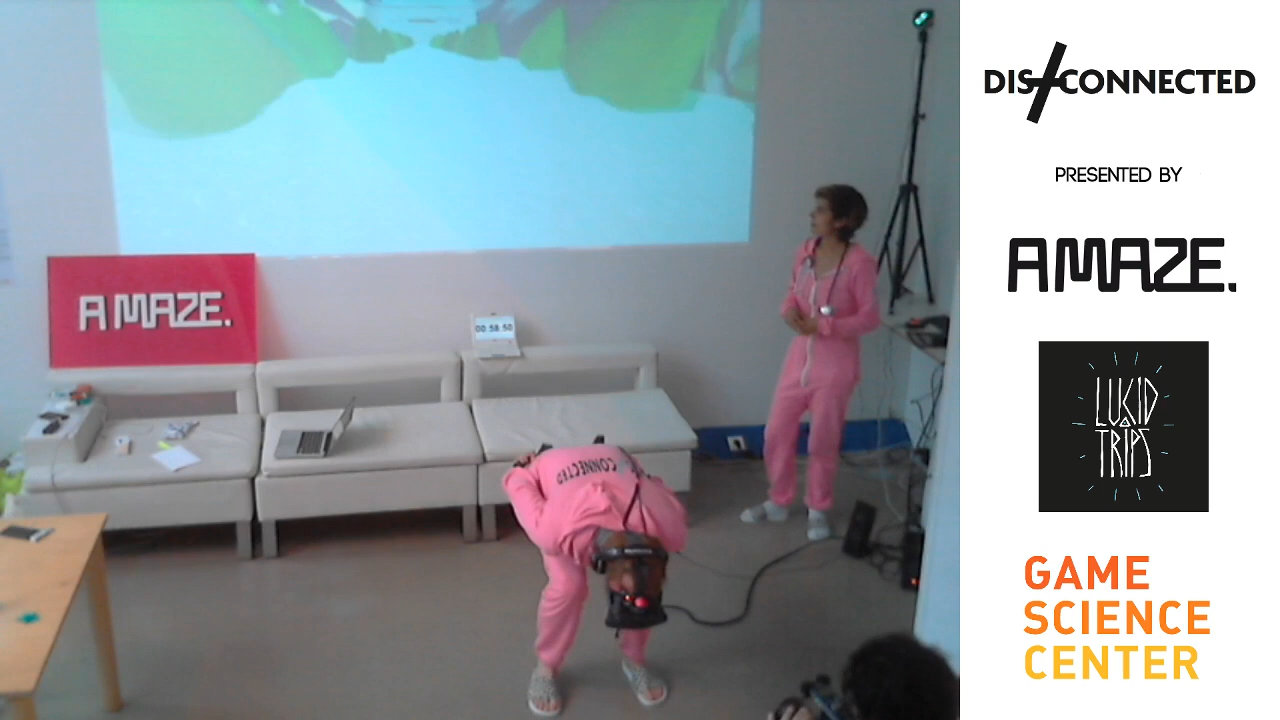 A MAZE.
00:58:50
CONNECTED
DIS/CONNECTED
PRESENTED BY
A MAZE.
LUCID
TRIPS
GAME
SCIENCE
CENTER